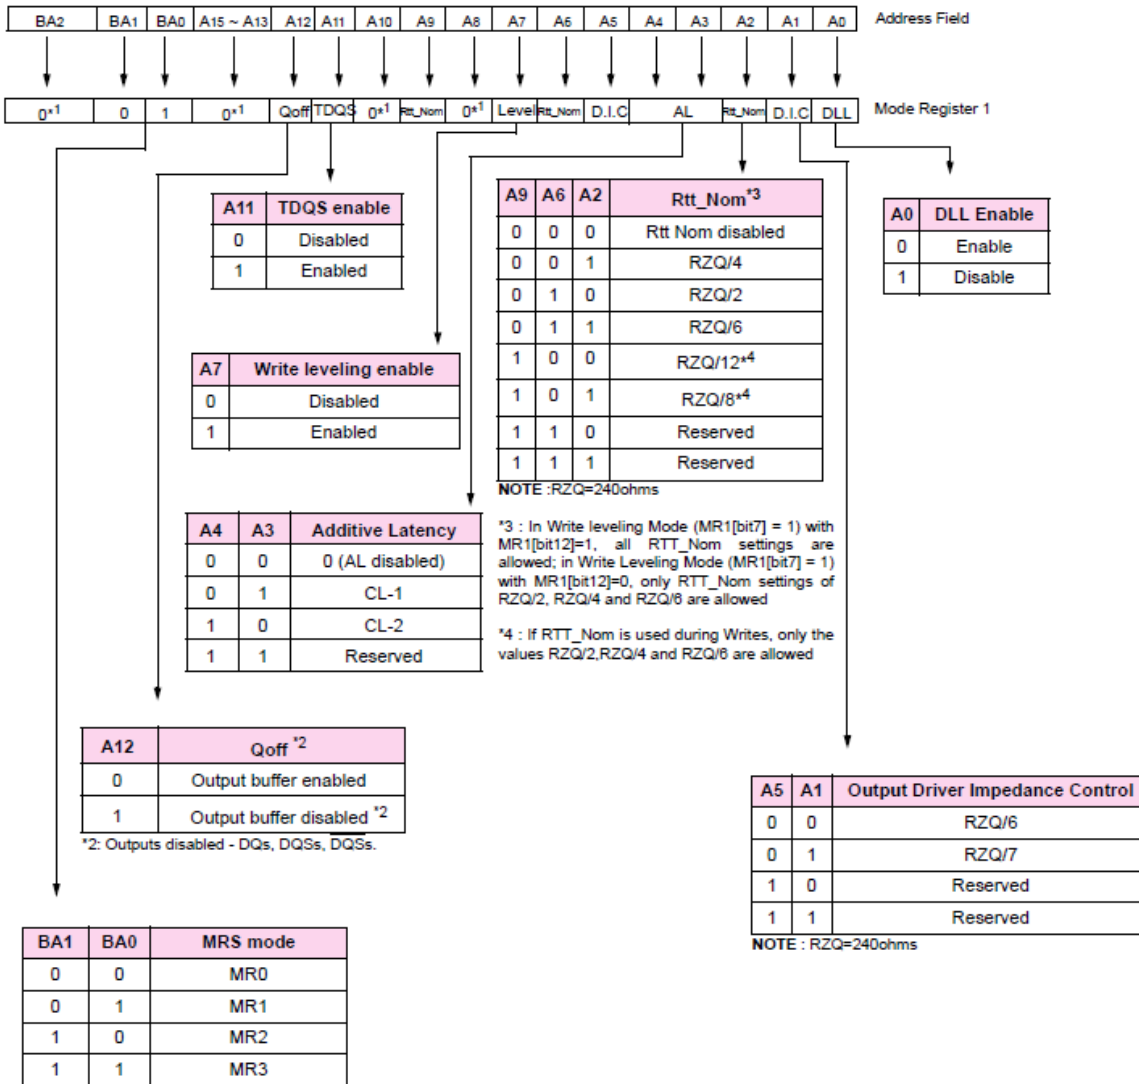 BA2 BA1 BA0 A15 ~ A13 A12 A11 A10 A9 A8 A7 A6 A5 A4 A3 A2 A1 A0 Address Field
0*1 0 1 0*1 Qoff TDQS 0*1 Rtt_Nom 0*1 Level Rtt_Nom D.I.C AL Rtt_Nom D.I.C DLL Mode Register 1
A11 TDQS enable
0 Disabled
1 Enabled
A9 A6 A2 Rtt_Nom*3
0 0 0 Rtt Nom disabled
0 0 1 RZQ/4
0 1 0 RZQ/2
0 1 1 RZQ/6
1 0 0 RZQ/12*4
1 0 1 RZQ/8*4
1 1 0 Reserved
1 1 1 Reserved
NOTE :RZQ=240ohms
*3 : In Write leveling Mode (MR1[bit7] = 1) with
MR1[bit12]=1, all RTT_Nom settings are
allowed; in Write Leveling Mode (MR1[bit7] = 1)
with MR1[bit12]=0, only RTT_Nom settings of
RZQ/2, RZQ/4 and RZQ/6 are allowed
*4 : If RTT_Nom is used during Writes, only the
values RZQ/2,RZQ/4 and RZQ/6 are allowed
A0 DLL Enable
0 Enable
1 Disable
A7 Write leveling enable
0 Disabled
1 Enabled
A4 A3 Additive Latency
0 0 0 (AL disabled)
0 1 CL-1
1 0 CL-2
1 1 Reserved
A12 Qoff *2
0 Output buffer enabled
1 Output buffer disabled *2
*2: Outputs disabled - DQs, DQSs, DQSs.
A5 A1 Output Driver Impedance Control
0 0 RZQ/6
0 1 RZQ/7
1 0 Reserved
1 1 Reserved
NOTE : RZQ=240ohms
BA1 BA0 MRS mode
0 0 MR0
0 1 MR1
1 0 MR2
1 1 MR3